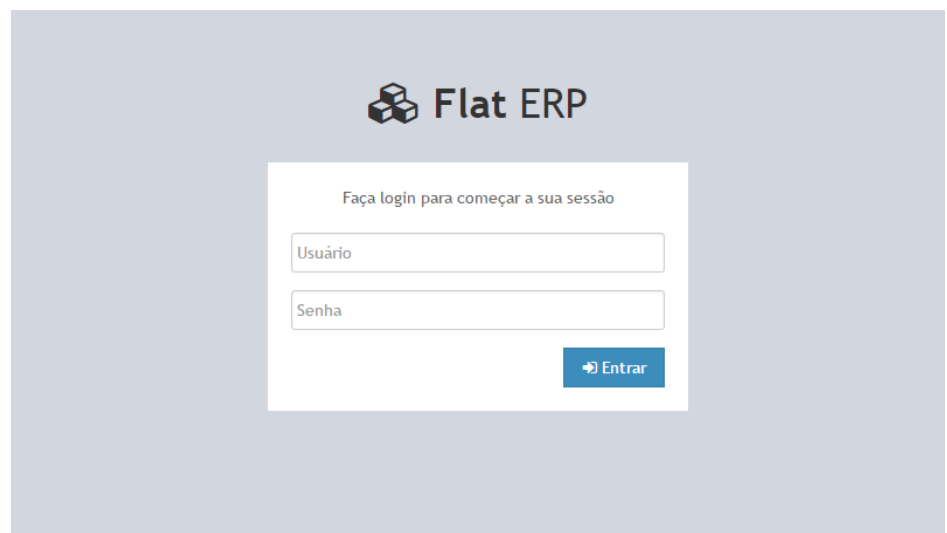 Flat ERP
Faça login para começar a sua sessão
Usuário
Senha
Entrar